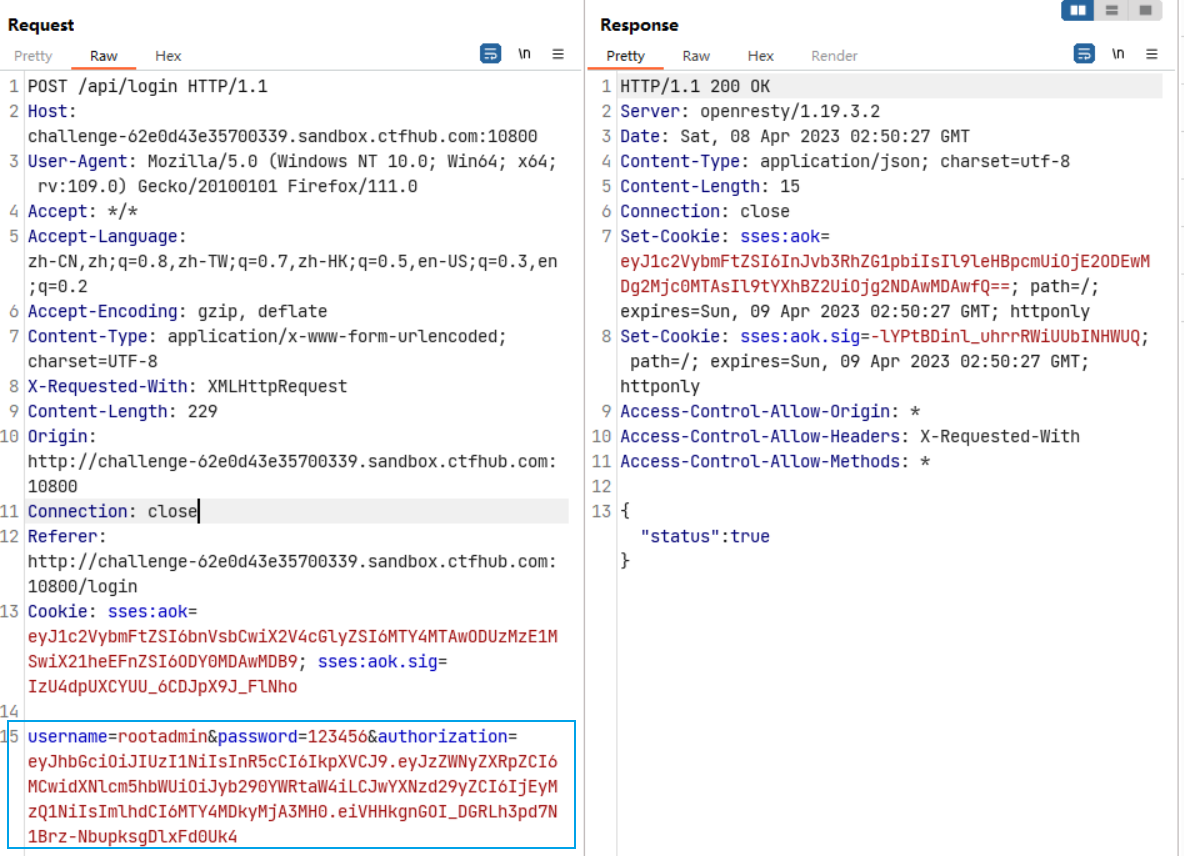 Request
Pretty Raw Hex \n
1 POST /api/login HTTP/1.1
2 Host:
challenge-62e0d43e35700339.sandbox.ctfhub.com:10800
3 User-Agent: Mozilla/5.0 (Windows NT 10.0; Win64; x64;
rv:109.0) Gecko/20100101 Firefox/111.0
4 Accept: */*
5 Accept-Language:
zh-CN,zh;q=0.8,zh-TW;q=0.7,zh-HK;q=0.5,en-US;q=0.3,en
;q=0.2
6 Accept-Encoding: gzip, deflate
7 Content-Type: application/x-www-form-urlencoded;
charset=UTF-8
8 X-Requested-With: XMLHttpRequest
9 Content-Length: 229
10 Origin:
http://challenge-62e0d43e35700339.sandbox.ctfhub.com:
10800
11 Connection: close
12 Referer:
http://challenge-62e0d43e35700339.sandbox.ctfhub.com:
10800/login
13 Cookie: sses:aok=
eyJ1c2VybmFtZSI6bnVsbCwiX2V4cGlyZSI6MTY4MTAwODUzMzE1M
SwiX21heEFnZSI6ODY0MDAwMDB9; sses:aok.sig=
IzU4dpUXCYUU_6CDJpX9J_FlNho
14
15 username=rootadmin&password=123456&authorization=
eyJhbGciOiJIUzI1NiIsInR5cCI6IkpXVCJ9.eyJzZWNyZXRpZCI6
MCwidXNlcm5hbWUiOiJyb290YWRtaW4iLCJwYXNzd29yZCI6IjEyM
zQ1NiIsImlhdCI6MTY4MDkyMjA3MH0.eiVHHkgnGOI_DGRLh3pd7N
1Brz-NbupksgDlxFd0Uk4
Response
Pretty Raw Hex Render \n
1 HTTP/1.1 200 OK
2 Server: openresty/1.19.3.2
3 Date: Sat, 08 Apr 2023 02:50:27 GMT
4 Content-Type: application/json; charset=utf-8
5 Content-Length: 15
6 Connection: close
7 Set-Cookie: sses:aok=
eyJ1c2VybmFtZSI6InJvb3RhZG1pbiIsIl9leHBpcmUiOjE2ODEwM
Dg2Mjc0MTAsIl9tYXhBZ2UiOjg2NDAwMDAwfQ==; path=/;
expires=Sun, 09 Apr 2023 02:50:27 GMT; httponly
8 Set-Cookie: sses:aok.sig=-lYPtBDinl_uhrrRWiUUbINHWUQ;
path=/; expires=Sun, 09 Apr 2023 02:50:27 GMT;
httponly
9 Access-Control-Allow-Origin: *
10 Access-Control-Allow-Headers: X-Requested-With
11 Access-Control-Allow-Methods: *
12
13 {
"status":true
}